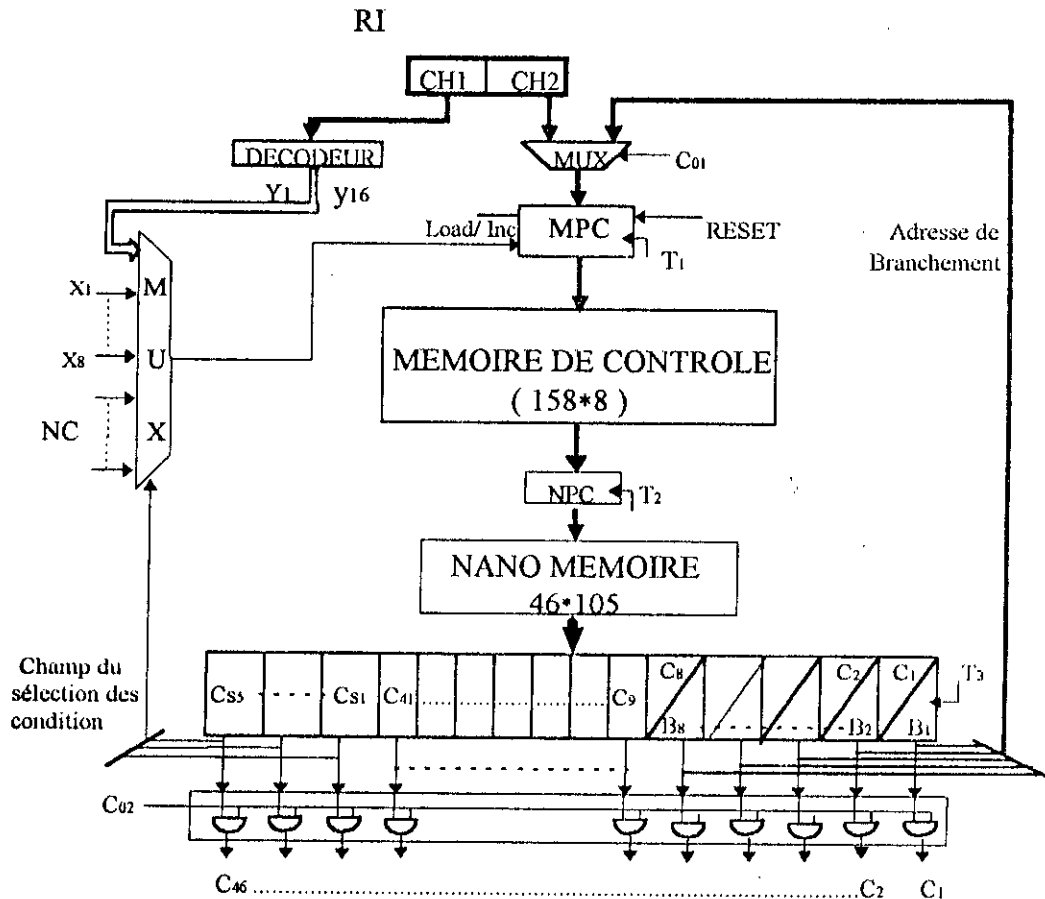 RI
CH1 CH2
DECODEUR
MUX
C01
Y1 y16
Load/ Inc
MPC
RESET
T1
Adresse de
Branchement
X1
X8
NC
M
U
X
MEMOIRE DE CONTROLE
( 158*8 )
NPC
T2
NANO MEMOIRE
46*105
Champ du
sélection des
condition
CS5 CS1 C41 C9 C8 C2 C1
B8 B2 B1
T3
C02
C46 C2 C1